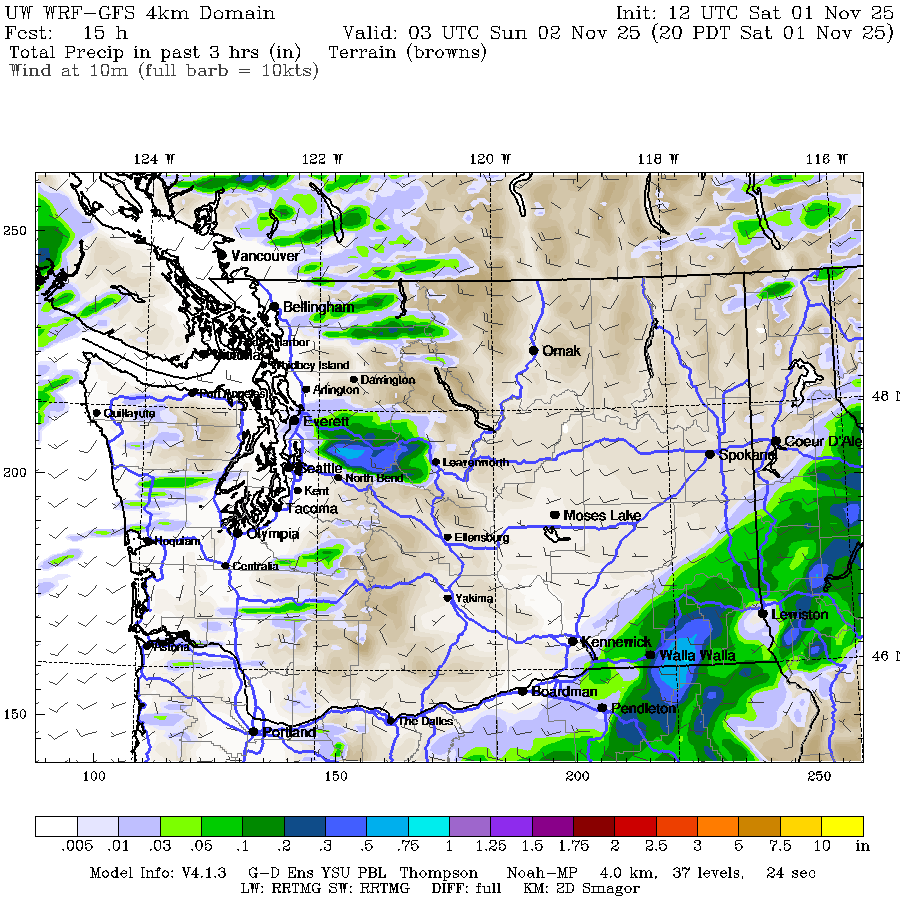 UW WRF-GFS 4km Domain Init: 12 UTC Sat 01 Nov 25
Fcst: 15 h Valid: 03 UTC Sun 02 Nov 25 (20 PDT Sat 01 Nov 25)
Total Precip in past 3 hrs (in) Terrain (browns)
Wind at 10m (full barb = 10kts)
124 W 122 W 120 W 118 W 116 W
250
Vancouver
Bellingham
Harbor
Whidbey Island
Omak
Darrington
Arlington
Port Angeles
48 N
Quillayute
Everett
Coeur D'Ale
Spokane
Leavenworth
200
Seattle
North Bend
Kent
Tacoma
Moses Lake
Olympia
Ellensburg
Hoquiam
Centralia
Yakima
Lewiston
Kennewick
Astoria
Walla Walla
46 N
Boardman
Pendleton
150
The Dalles
Portland
100 150 200 250
.005 .01 .03 .05 .1 .2 .3 .5 .75 1 1.25 1.5 1.75 2 2.5 3 5 7.5 10 in
Model Info: V4.1.3 G-D Ens YSU PBL Thompson Noah-MP 4.0 km, 37 levels, 24 sec
LW: RRTMG SW: RRTMG DIFF: full KM: 2D Smagor